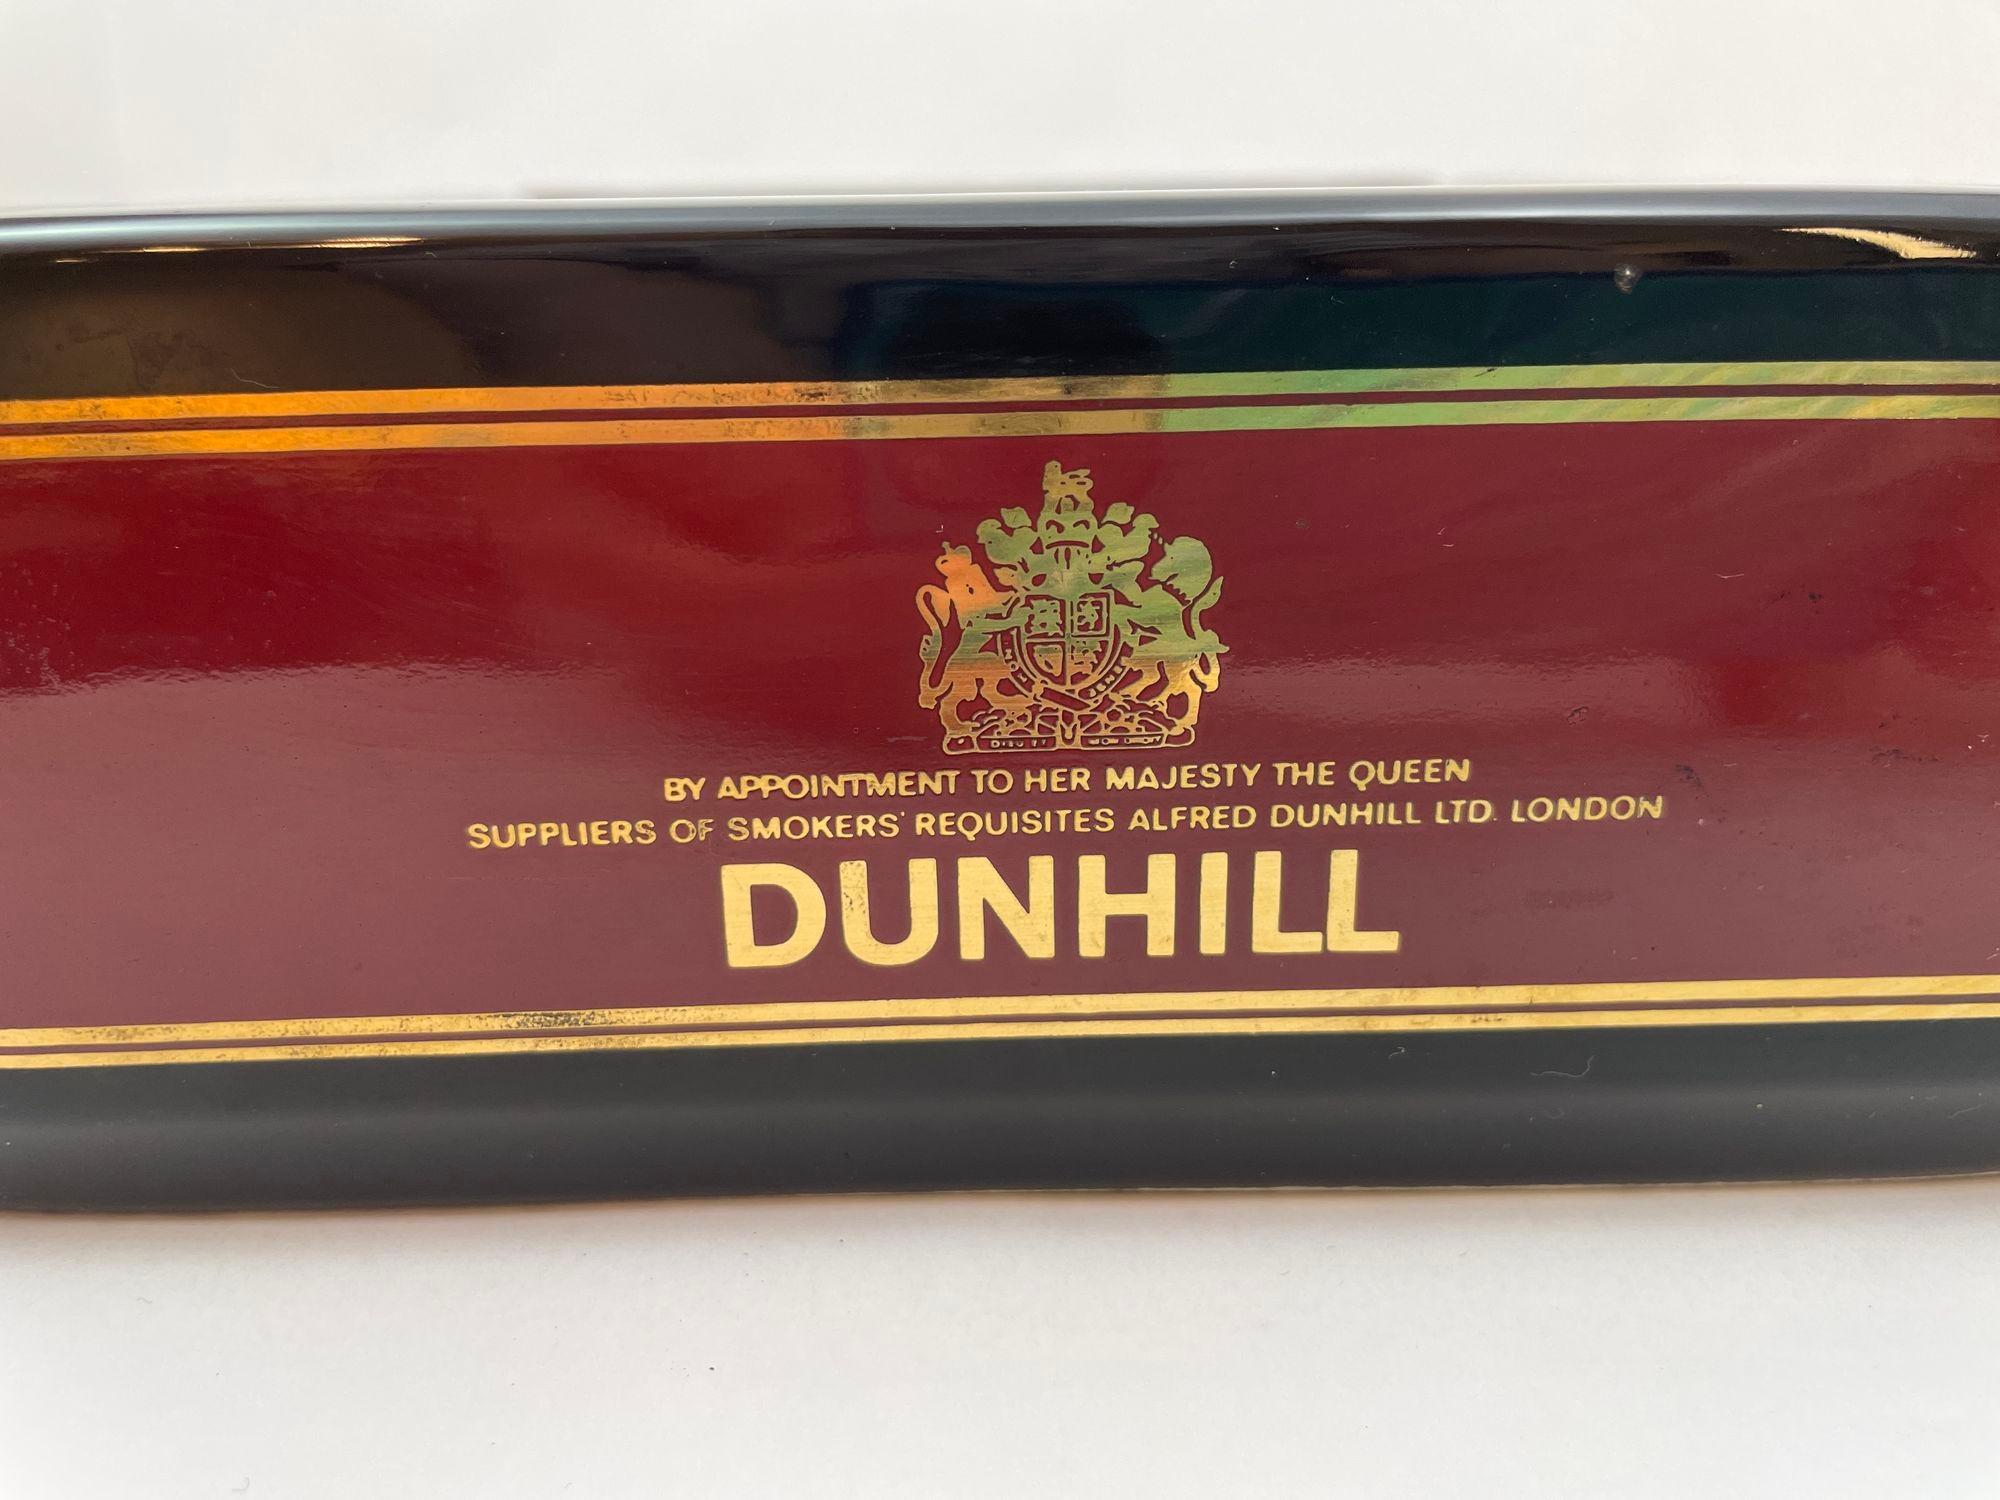 BY APPOINTMENT TO HER MAJESTY THE QUEEN
SUPPLIERS OF SMOKERS' REQUISITES ALFRED DUNHILL LTD. LONDON
DUNHILL